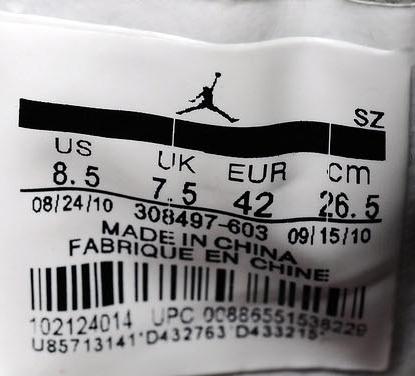 SZ
US UK EUR cm
8.5 7.5 42 26.5
08/24/10 308497-603 09/15/10
MADE IN CHINA
FABRIQUE EN CHINE
102124014 UPC 00886551538229
U85713141*D432763*D433215*